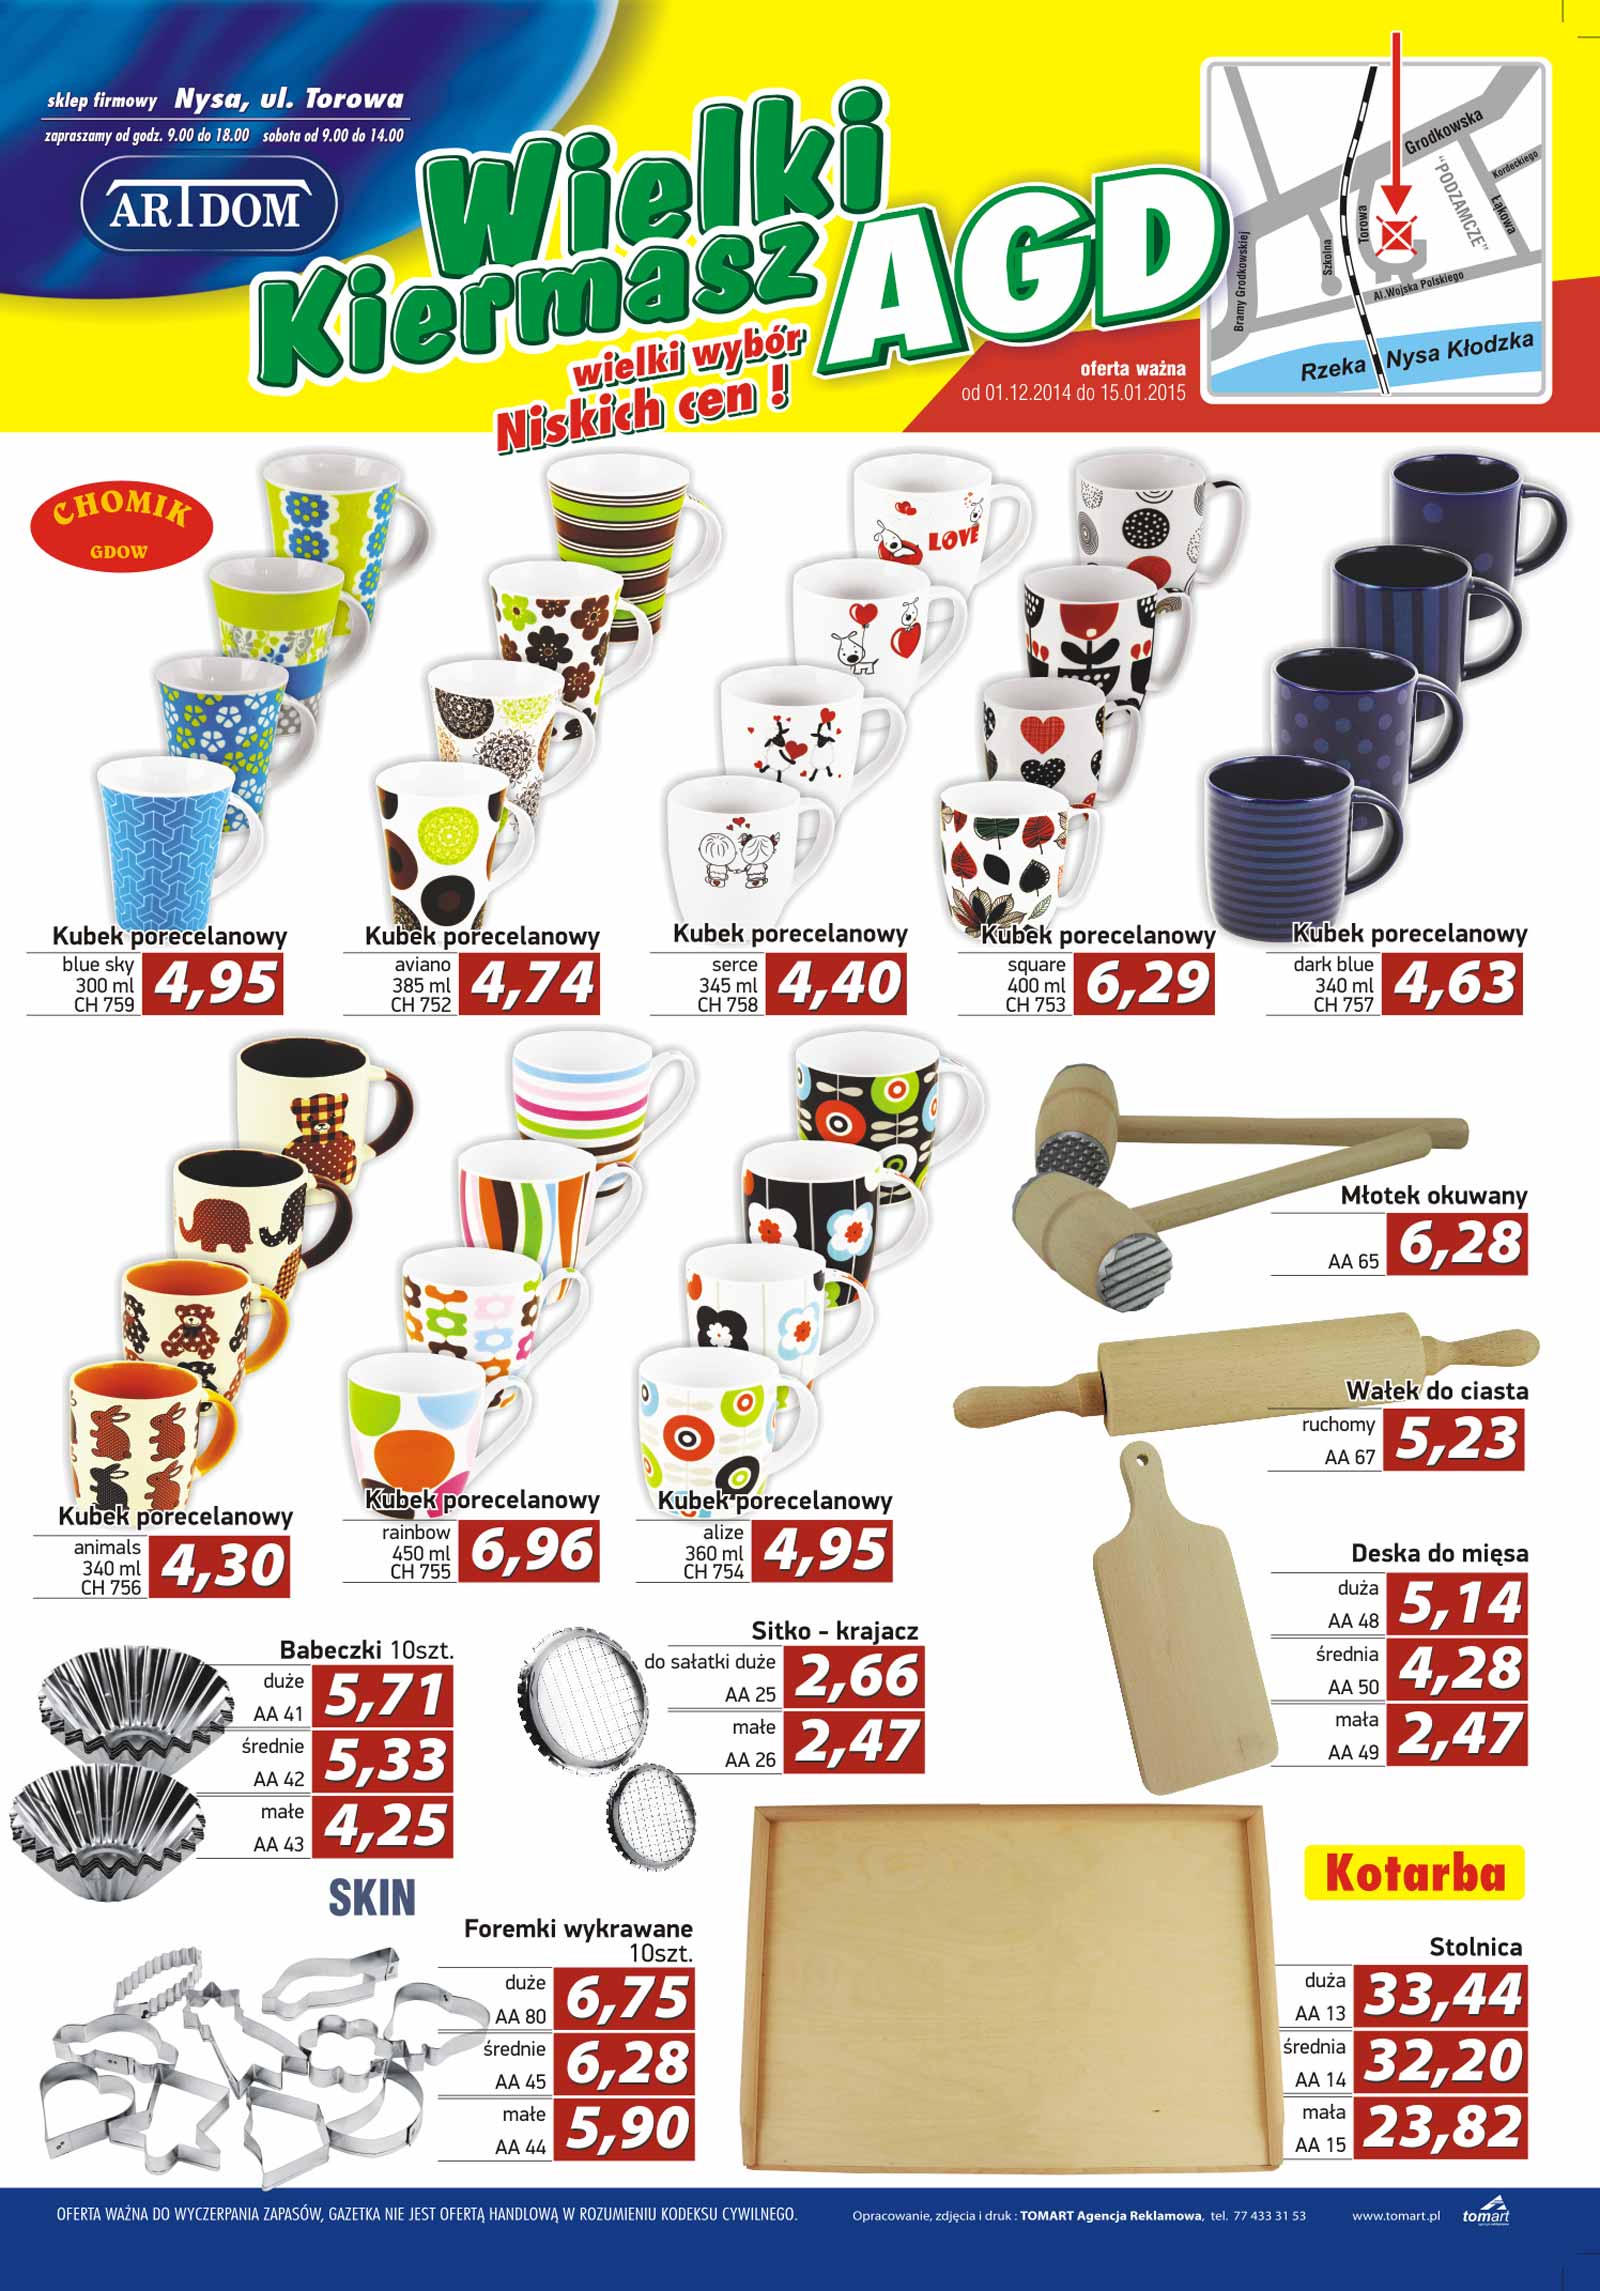 sklep firmowy Nysa, ul. Torowa
zapraszamy od godz. 9.00 do 18.00 sobota od 9.00 do 14.00
ARTDOM
Wielki
Kiermasz AGD
wielki wybór
Niskich cen !
oferta ważna
od 01.12.2014 do 15.01.2015
Grodkowska
"PODZAMCZE"
Kordeckiego
Łąkowa
Torowa
Szkolna
Bramy Grodkowskiej
Al.Wojska Polskiego
Rzeka Nysa Kłodzka
CHOMIK
GDOW
Kubek porecelanowy
blue sky
300 ml
CH 759
4,95
Kubek porecelanowy
aviano
385 ml
CH 752
4,74
LOVE
Kubek porecelanowy
serce
345 ml
CH 758
4,40
Kubek porecelanowy
square
400 ml
CH 753
6,29
Kubek porecelanowy
dark blue
340 ml
CH 757
4,63
Kubek porecelanowy
animals
340 ml
CH 756
4,30
Kubek porecelanowy
rainbow
450 ml
CH 755
6,96
Kubek porecelanowy
alize
360 ml
CH 754
4,95
Młotek okuwany
AA 65
6,28
Wałek do ciasta
ruchomy
AA 67
5,23
Deska do mięsa
duża
AA 48
5,14
średnia
AA 50
4,28
mała
AA 49
2,47
Babeczki 10szt.
duże
AA 41
5,71
średnie
AA 42
5,33
małe
AA 43
4,25
Sitko - krajacz
do sałatki duże
AA 25
2,66
małe
AA 26
2,47
SKIN
Foremki wykrawane
10szt.
duże
AA 80
6,75
średnie
AA 45
6,28
małe
AA 44
5,90
Kotarba
Stolnica
duża
AA 13
33,44
średnia
AA 14
32,20
mała
AA 15
23,82
OFERTA WAŻNA DO WYCZERPANIA ZAPASÓW, GAZETKA NIE JEST OFERTĄ HANDLOWĄ W ROZUMIENIU KODEKSU CYWILNEGO.
Opracowanie, zdjęcia i druk : TOMART Agencja Reklamowa, tel. 77 433 31 53 www.tomart.pl
tomart